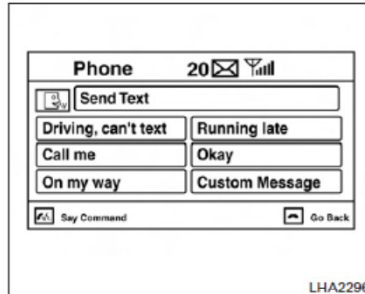 Phone 20
Send Text
Driving, can't text Running late
Call me Okay
On my way Custom Message
Say Command Go Back
LHA2296